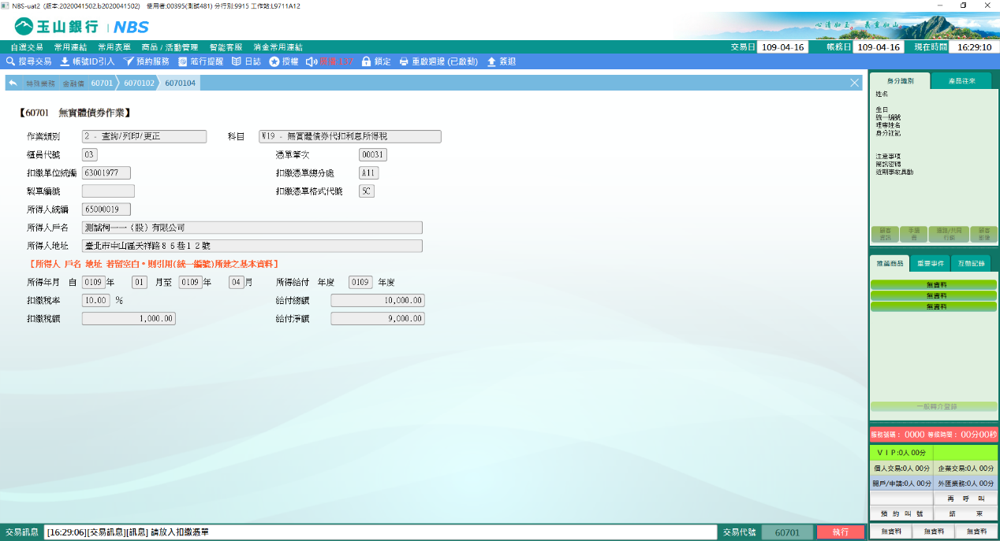 NBS-uat2 (版本:2020041502.b2020041502) 使用者:00395(測試481) 分行別:9915 工作站:L9711A12
玉山銀行 | NBS
心清如玉，義重如山。
自選交易 常用連結 常用表單 商品/活動管理 智能客服 消金常用連結
交易日 109-04-16 帳務日 109-04-16 現在時間 16:29:10
搜尋交易 帳號ID引入 預約服務 蒞行提醒 日誌 授權 鎖定 重啟週邊 (已啟動) 簽退
特殊業務 金融債 60701 6070102 6070104
【60701 無實體債券作業】
作業類別 2 - 查詢/列印/更正 科目 W19 - 無實體債券代扣利息所得稅
櫃員代號 03 憑單筆次 00031
扣繳單位統編 63001977 扣繳憑單總分處 A11
製單編號 扣繳憑單格式代號 5C
所得人統編 65000019
所得人戶名 測試柯一一（股）有限公司
所得人地址 臺北市中山區天祥路８６巷１２號
[所得人 戶名 地址 若留空白，則引用(統一編號)所建之基本資料]
所得年月 自 0109 年 01 月至 0109 年 04 月 所得給付 年度 0109 年度
扣繳稅率 10.00 % 給付總額 10,000.00
扣繳稅額 1,000.00 給付淨額 9,000.00
身分識別 產品往來
姓名
生日
統一編號
理專姓名
身分註記
注意事項
簡訊密碼
近期事故異動
顧客資訊
推薦商品 重要事件 互動記錄
無資料
無資料
無資料
一般轉介登錄
服務號碼： 0000 等候時間： 00分00秒
ＶＩＰ:0人 00分
個人交易:0人 00分 企業交易:0人 00分
開戶/申請:0人 00分 外匯業務:0人 00分
再 呼 叫
預 約 叫 號 結 束
無資料 無資料 無資料
交易訊息 [16:29:06][交易訊息][訊息] 請放入扣繳憑單 交易代號 60701 執行